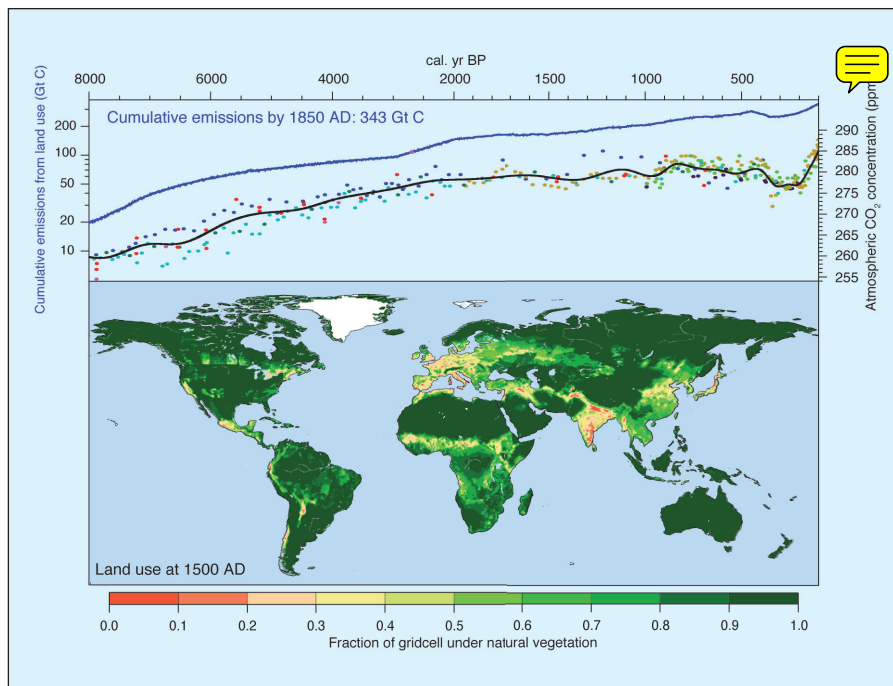 cal. yr BP
8000 6000 4000 2000 1500 1000 500
Cumulative emissions from land use (Gt C)
200
100
50
20
10
Cumulative emissions by 1850 AD: 343 Gt C
290
285
280
275
270
265
260
255
Atmospheric CO2 concentration (ppm
Land use at 1500 AD
0.0 0.1 0.2 0.3 0.4 0.5 0.6 0.7 0.8 0.9 1.0
Fraction of gridcell under natural vegetation